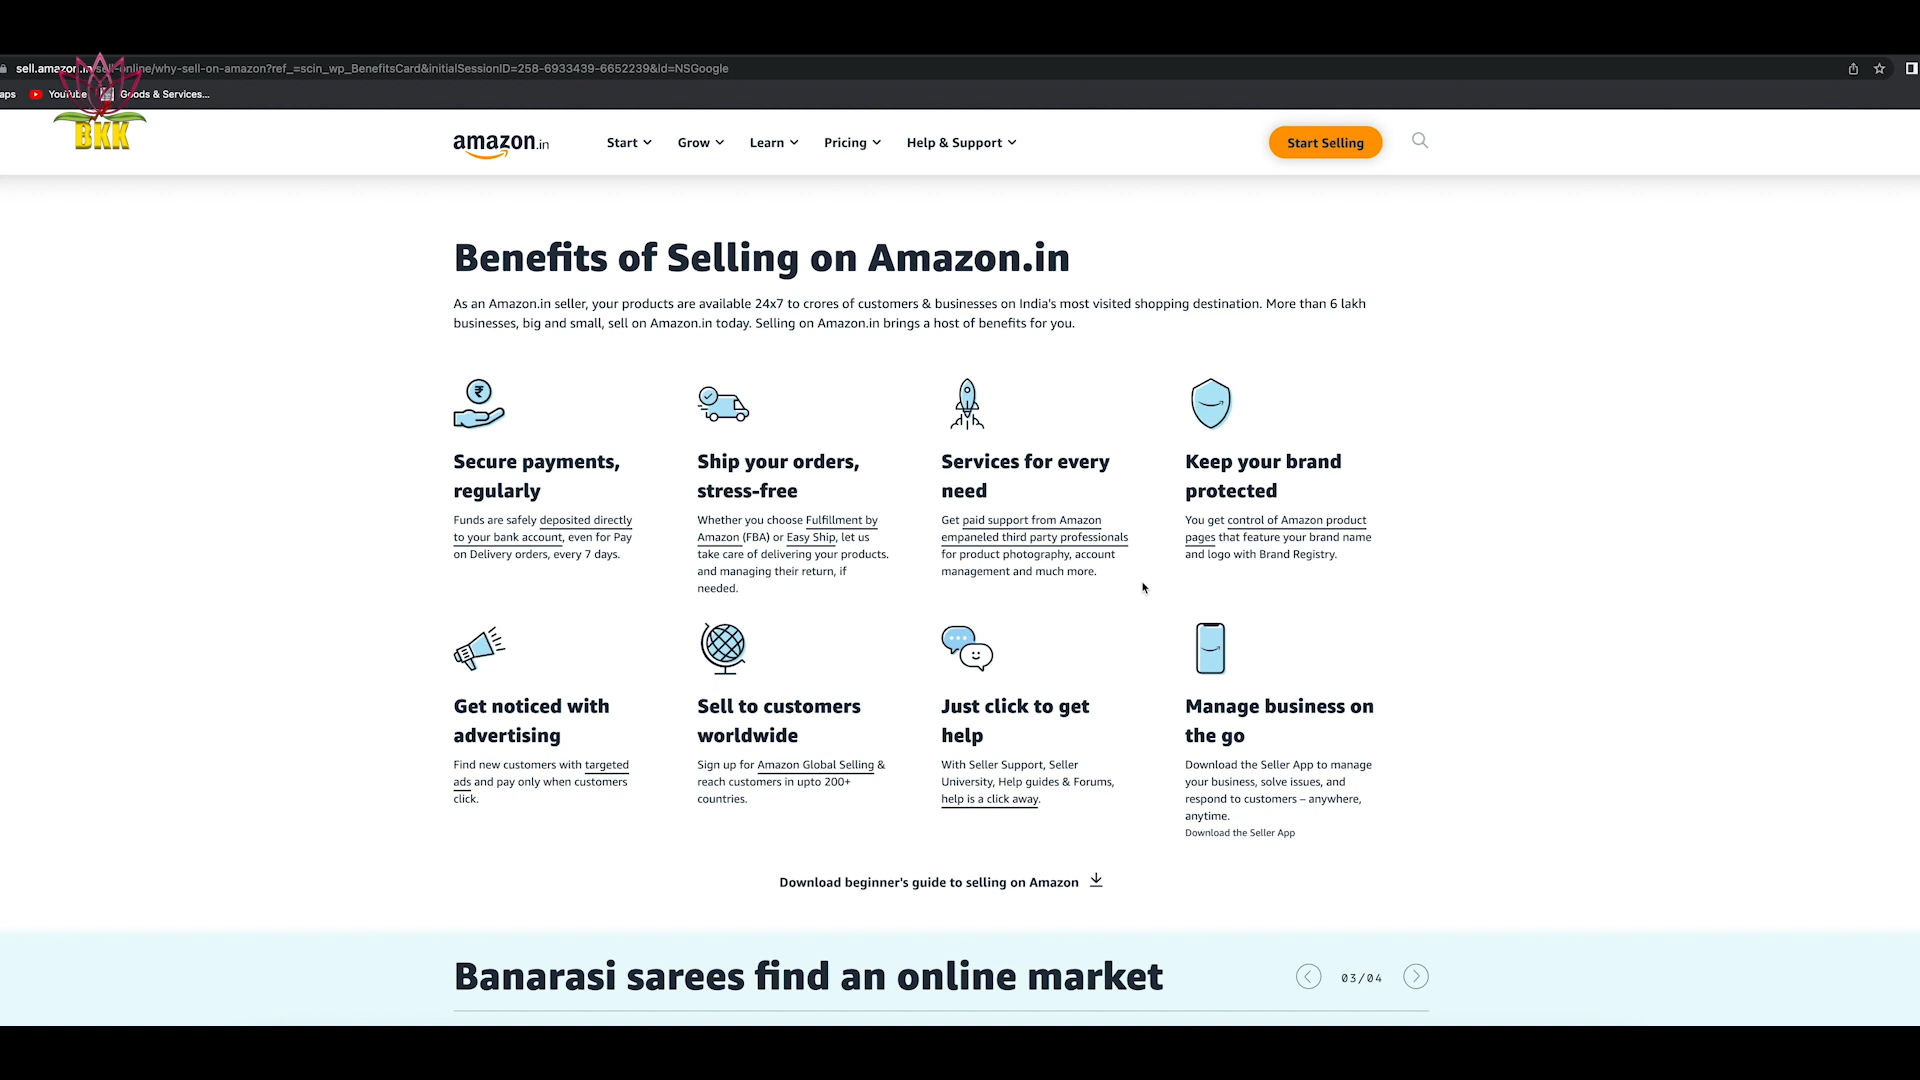 sell.amazon.in/sell-online/why-sell-on-amazon?ref_=scin_wp_BenefitsCard&initialSessionID=258-6933439-6652239&ld=NSGoogle
aps YouTube Goods & Services...
BKK
amazon.in Start Grow Learn Pricing Help & Support Start Selling
Benefits of Selling on Amazon.in
As an Amazon.in seller, your products are available 24x7 to crores of customers & businesses on India's most visited shopping destination. More than 6 lakh
businesses, big and small, sell on Amazon.in today. Selling on Amazon.in brings a host of benefits for you.
₹
Secure payments,
regularly
Funds are safely deposited directly
to your bank account, even for Pay
on Delivery orders, every 7 days.
Ship your orders,
stress-free
Whether you choose Fulfillment by
Amazon (FBA) or Easy Ship, let us
take care of delivering your products.
and managing their return, if
needed.
Services for every
need
Get paid support from Amazon
empaneled third party professionals
for product photography, account
management and much more.
Keep your brand
protected
You get control of Amazon product
pages that feature your brand name
and logo with Brand Registry.
Get noticed with
advertising
Find new customers with targeted
ads and pay only when customers
click.
Sell to customers
worldwide
Sign up for Amazon Global Selling &
reach customers in upto 200+
countries.
Just click to get
help
With Seller Support, Seller
University, Help guides & Forums,
help is a click away.
Manage business on
the go
Download the Seller App to manage
your business, solve issues, and
respond to customers – anywhere,
anytime.
Download the Seller App
Download beginner's guide to selling on Amazon
Banarasi sarees find an online market
03/04